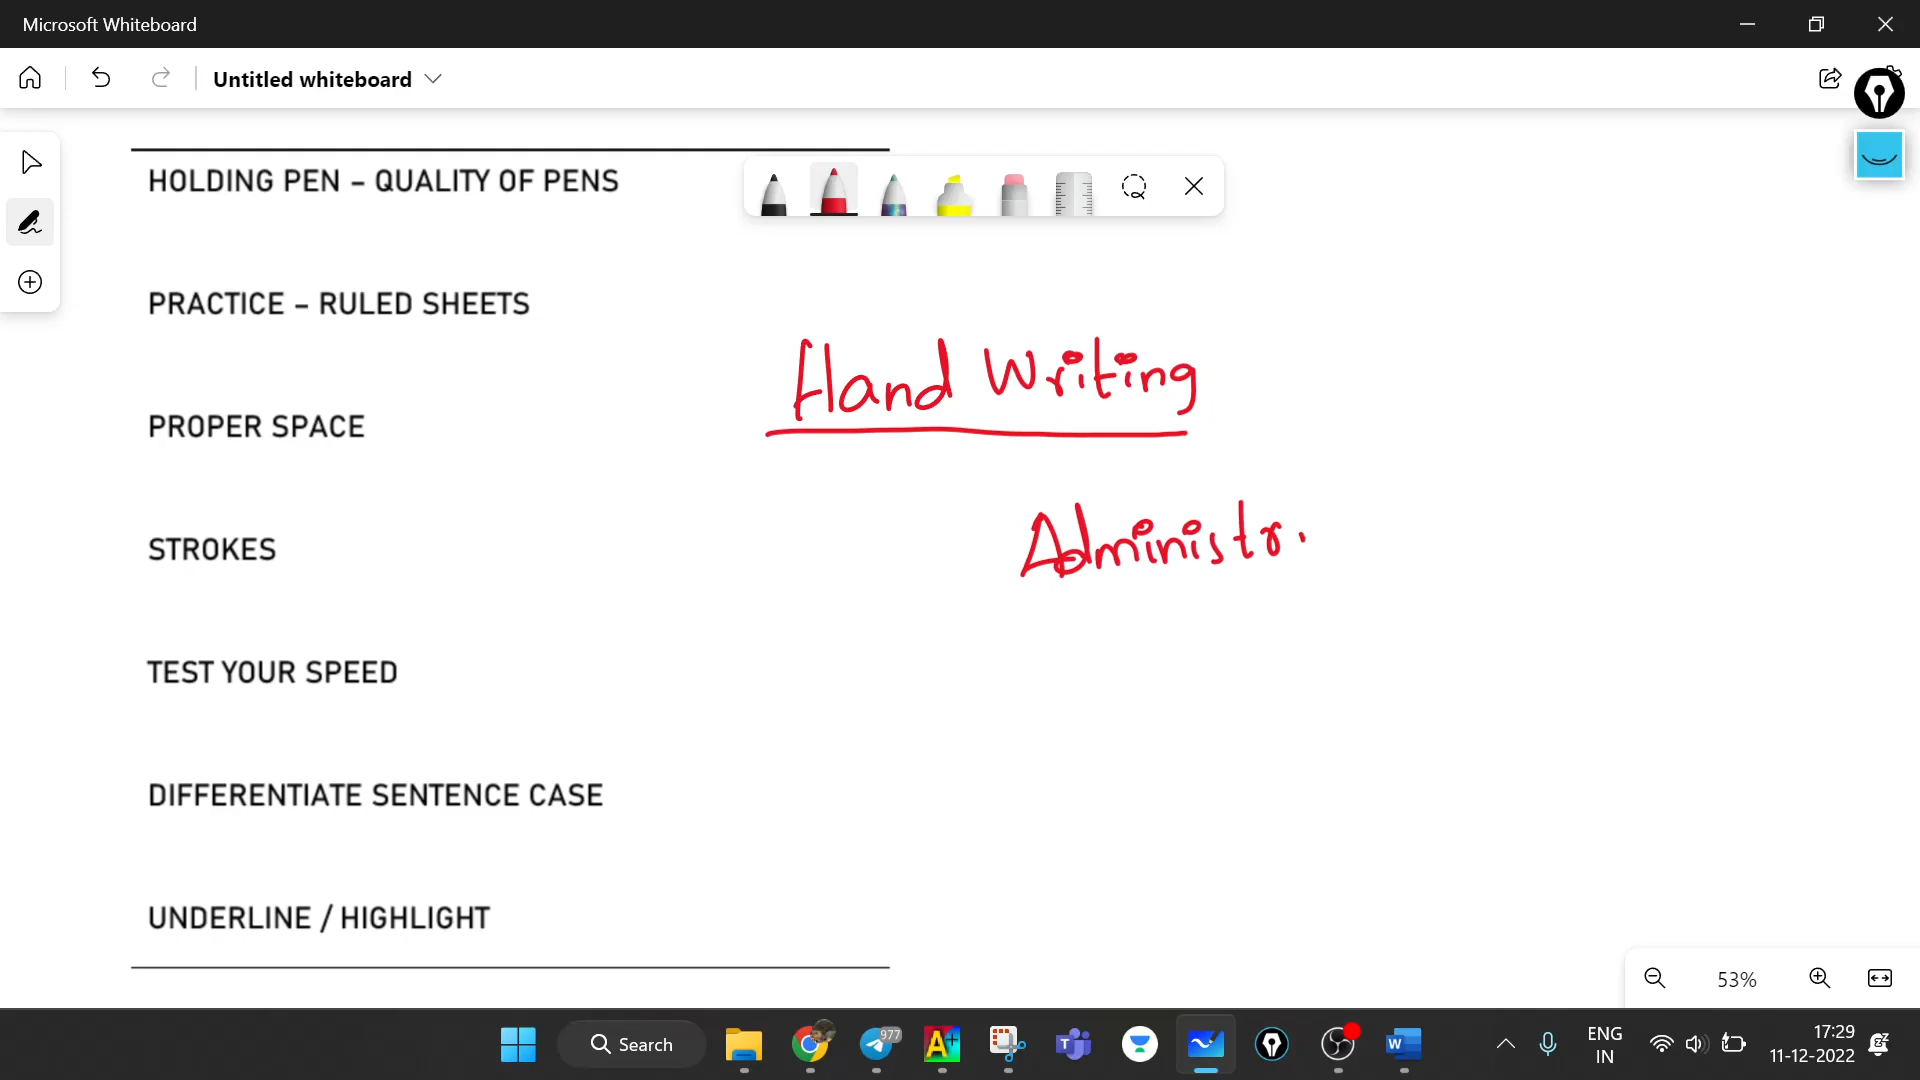 Microsoft Whiteboard
Untitled whiteboard
HOLDING PEN – QUALITY OF PENS
PRACTICE – RULED SHEETS
Hand Writing
PROPER SPACE
Administr.
STROKES
TEST YOUR SPEED
DIFFERENTIATE SENTENCE CASE
UNDERLINE / HIGHLIGHT
53%
Search
977
A+
T
W
ENG
IN
17:29
11-12-2022